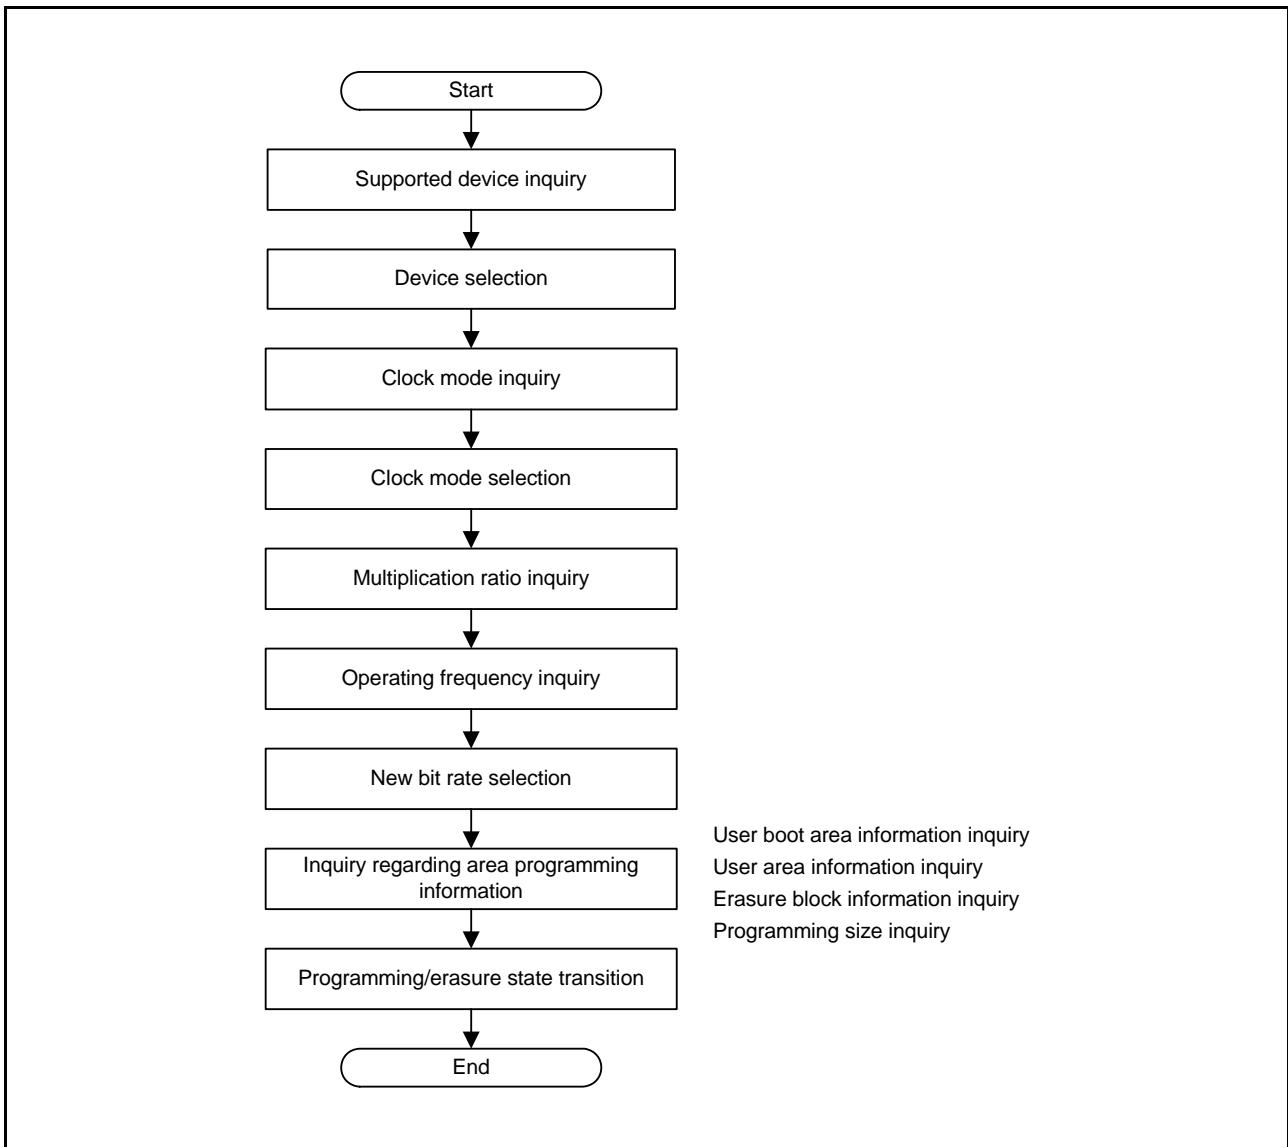 Start
Supported device inquiry
Device selection
Clock mode inquiry
Clock mode selection
Multiplication ratio inquiry
Operating frequency inquiry
New bit rate selection
Inquiry regarding area programming
information
User boot area information inquiry
User area information inquiry
Erasure block information inquiry
Programming size inquiry
Programming/erasure state transition
End